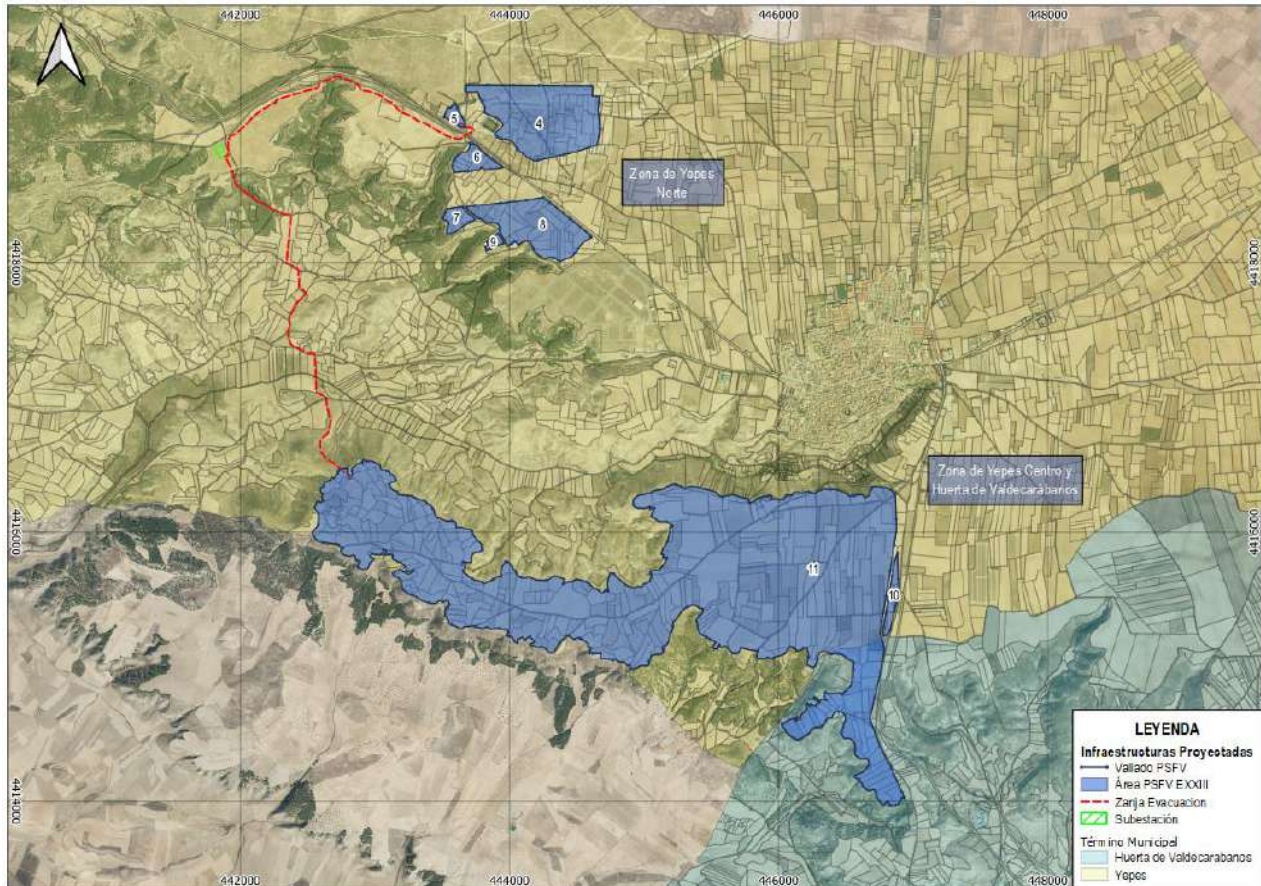 442000
444000
446000
448000
5
4
6
7
8
9
Zona de Yepes
Norte
4418000
4418000
Zona de Yepes Centro y
Huerta de Valdecarabanos
4416000
4416000
11
10
4414000
LEYENDA
Infraestructuras Proyectadas
Vallado PSFV
Área PSFV EXXIII
Zanja Evacuacion
Subestación
Término Municipal
Huerta de Valdecarabanos
Yepes
442000
444000
446000
448000